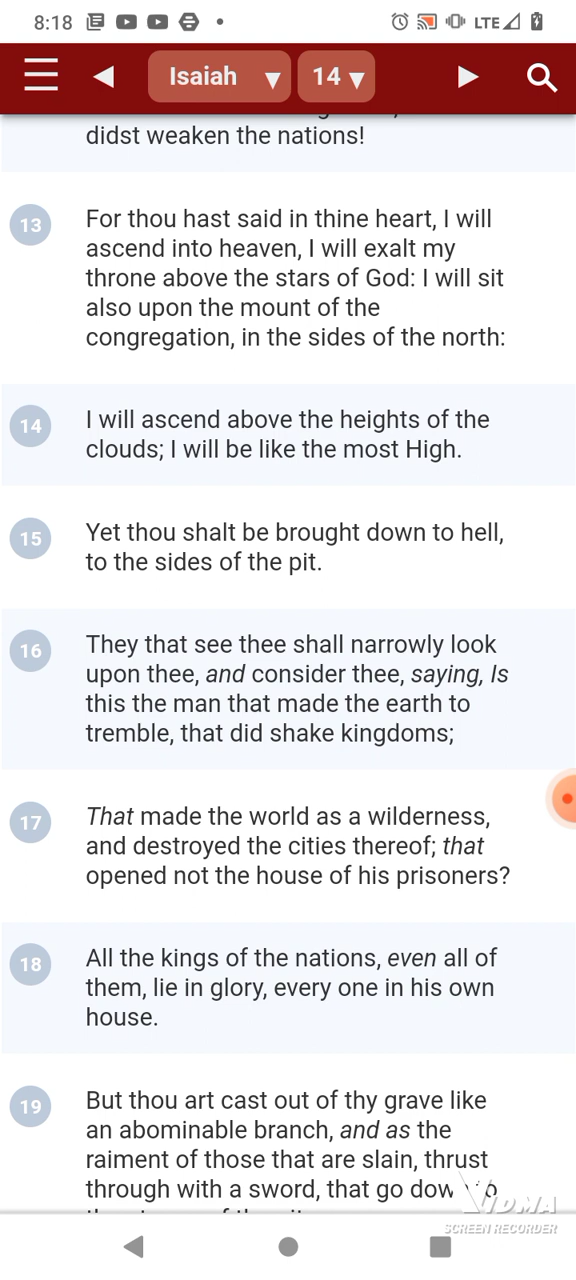 8:18
LTE
Isaiah
14
didst weaken the nations!
13
For thou hast said in thine heart, I will
ascend into heaven, I will exalt my
throne above the stars of God: I will sit
also upon the mount of the
congregation, in the sides of the north:
14
I will ascend above the heights of the
clouds; I will be like the most High.
15
Yet thou shalt be brought down to hell,
to the sides of the pit.
16
They that see thee shall narrowly look
upon thee, and consider thee, saying, Is
this the man that made the earth to
tremble, that did shake kingdoms;
17
That made the world as a wilderness,
and destroyed the cities thereof; that
opened not the house of his prisoners?
18
All the kings of the nations, even all of
them, lie in glory, every one in his own
house.
19
But thou art cast out of thy grave like
an abominable branch, and as the
raiment of those that are slain, thrust
through with a sword, that go down to
VIDMA
SCREEN RECORDER